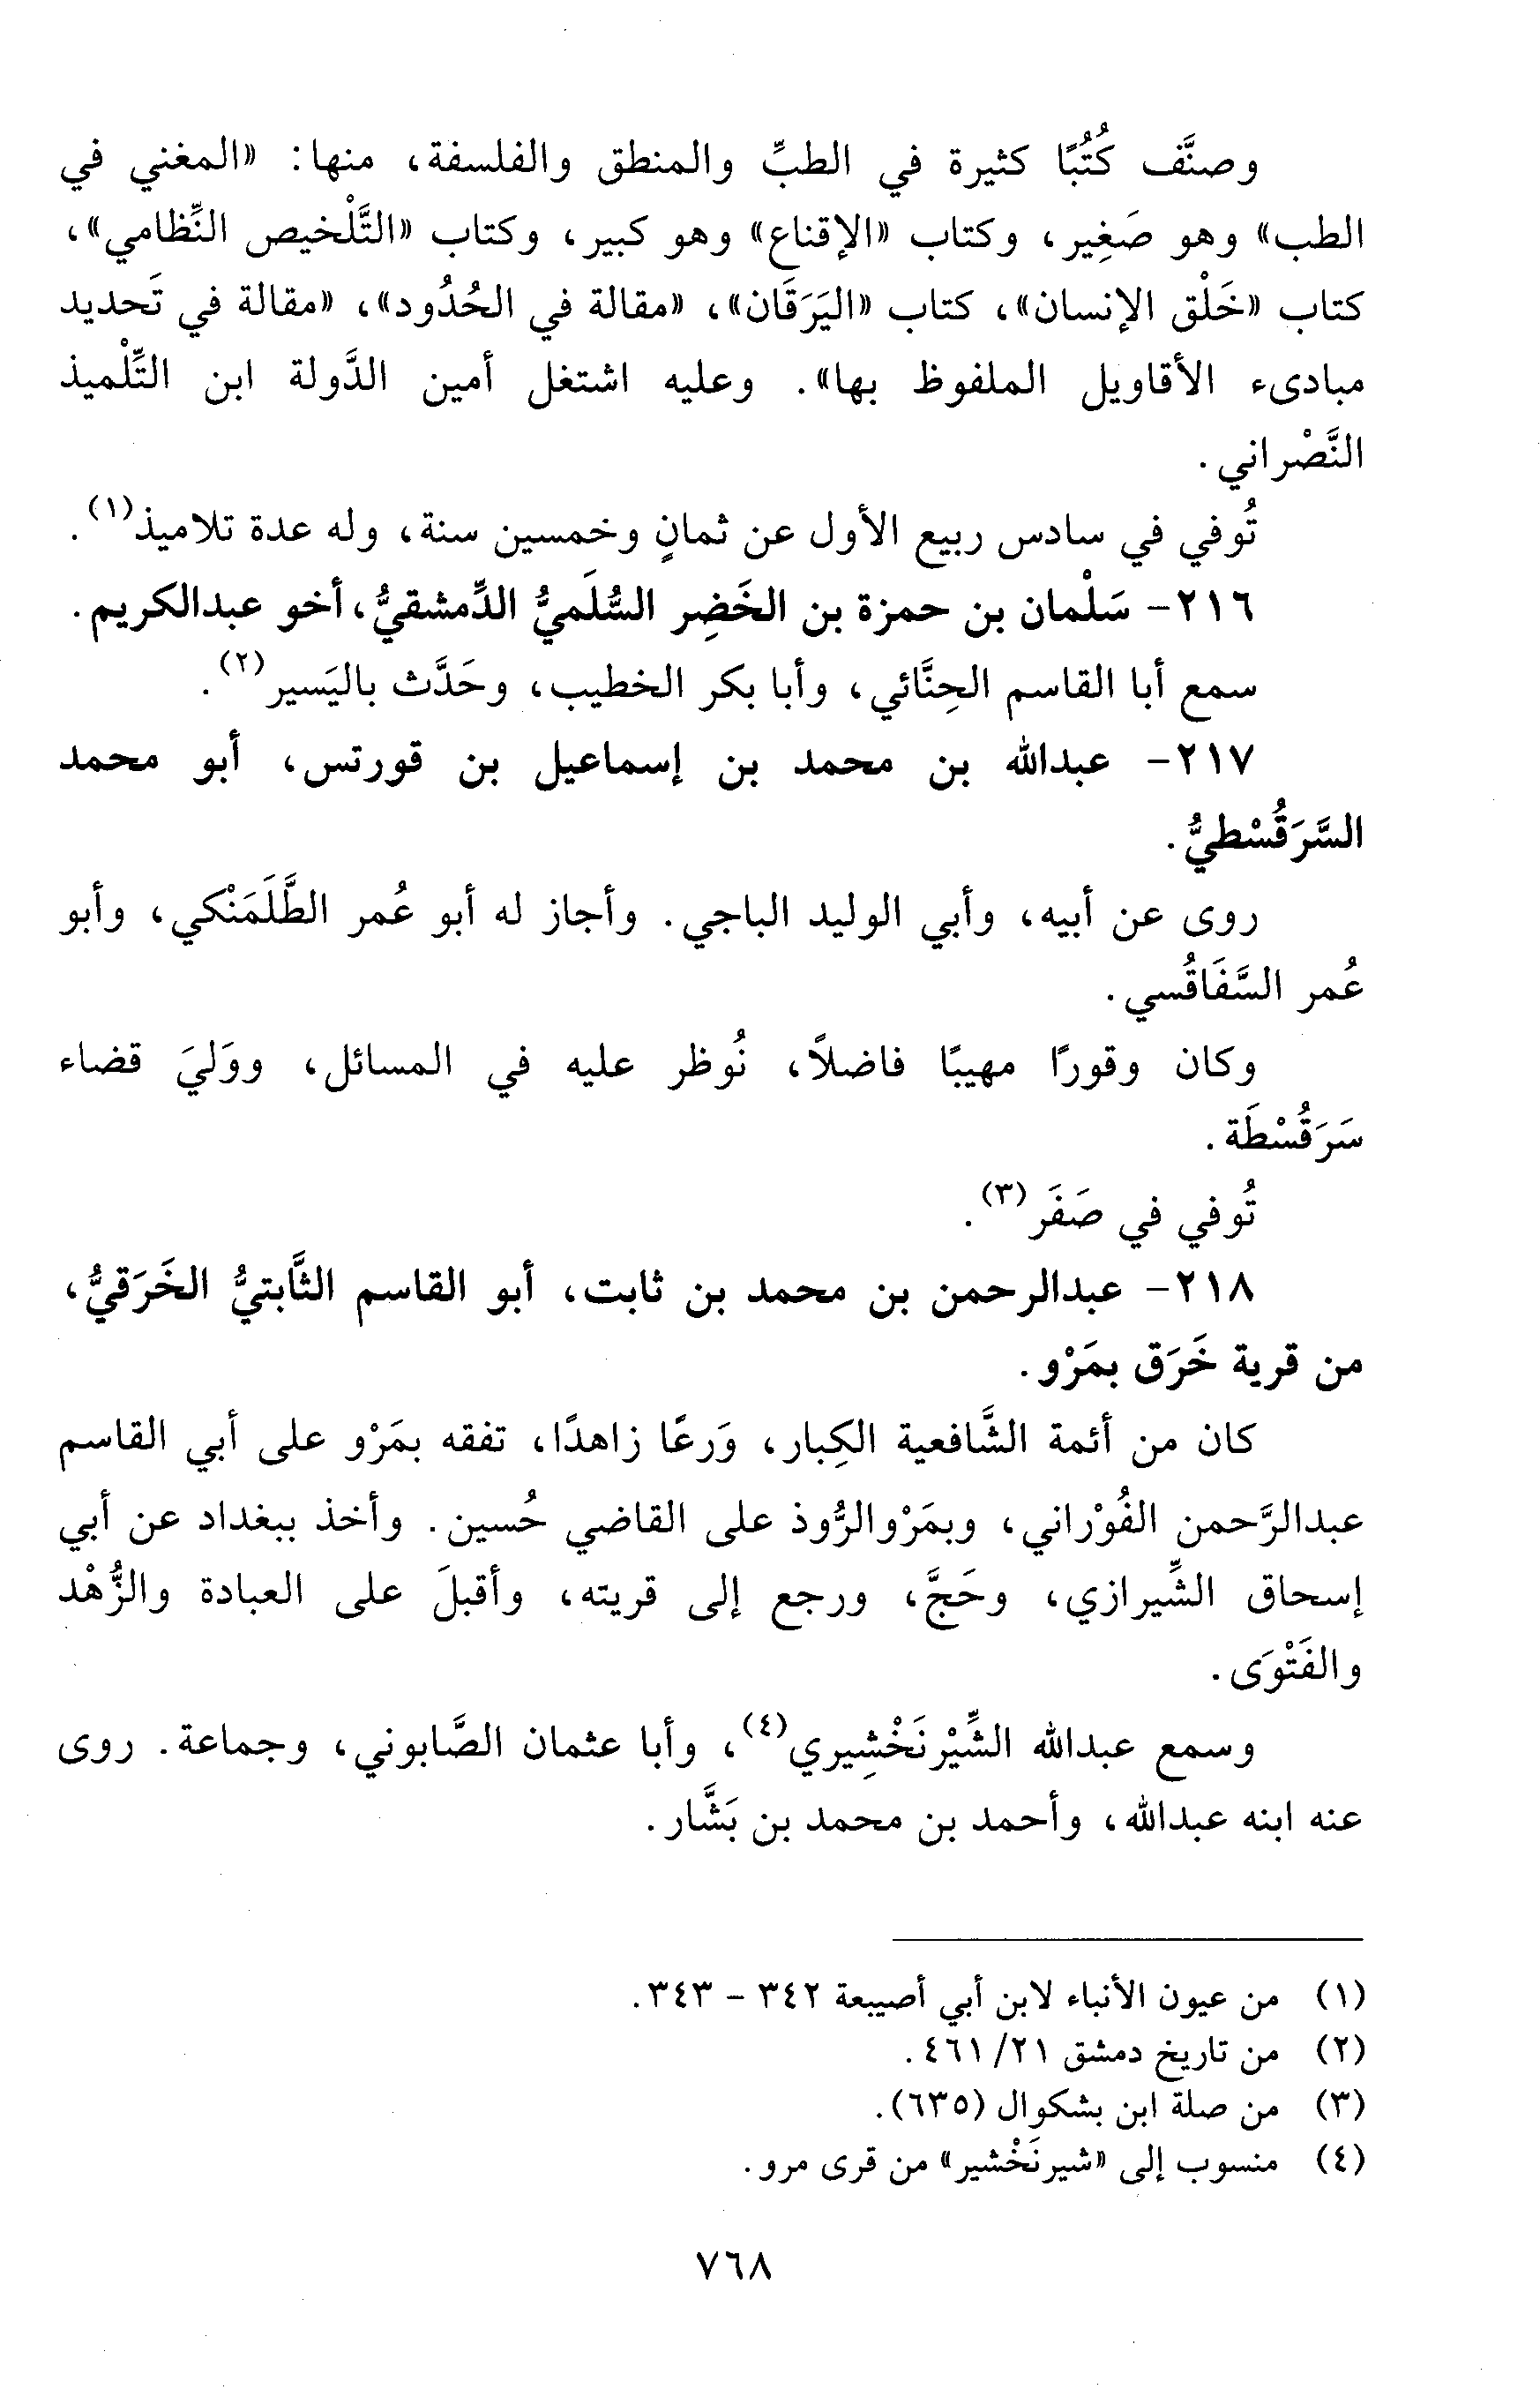 وصنَّف كُتُبًا كثيرة في الطبِّ والمنطق والفلسفة، منها: «المغني في
الطب» وهو صَغِير، وكتاب «الإقناع» وهو كبير، وكتاب «التَّلْخيص النِّظامي»،
كتاب «خَلْق الإنسان»، كتاب «اليَرَقَان»، «مقالة في الحُدُود»، «مقالة في تَحديد
مبادىء الأقاويل الملفوظ بها». وعليه اشتغل أمين الدَّولة ابن التِّلْميذ
النَّصْراني.
تُوفي في سادس ربيع الأول عن ثمانٍ وخمسين سنة، وله عدة تلاميذ(١).
٢١٦- سَلْمان بن حمزة بن الخَضِر السُّلَميُّ الدِّمشقيُّ، أخو عبدالكريم.
سمع أبا القاسم الحِنَّائي، وأبا بكر الخطيب، وحَدَّث باليَسير(٢).
٢١٧- عبدالله بن محمد بن إسماعيل بن قورتس، أبو محمد
السَّرَقُسْطيُّ.
روى عن أبيه، وأبي الوليد الباجي. وأجاز له أبو عُمر الطَّلَمَنْكي، وأبو
عُمر السَّفَاقُسي.
وكان وقورًا مهيبًا فاضلاً، نُوظر عليه في المسائل، ووَليَ قضاء
سَرَقُسْطَة.
تُوفي في صَفَر(٣).
٢١٨- عبدالرحمن بن محمد بن ثابت، أبو القاسم الثَّابتيُّ الخَرَقيُّ،
من قرية خَرَق بمَرْو.
كان من أئمة الشَّافعية الكِبار، وَرعًا زاهدًا، تفقه بمَرْو على أبي القاسم
عبدالرَّحمن الفُوْراني، وبمَرْوالرُّوذ على القاضي حُسين. وأخذ ببغداد عن أبي
إسحاق الشِّيرازي، وحَجَّ، ورجع إلى قريته، وأقبلَ على العبادة والزُّهْد
والفَتْوَى.
وسمع عبدالله الشِّيْرنَخْشِيري(٤)، وأبا عثمان الصَّابوني، وجماعة. روى
عنه ابنه عبدالله، وأحمد بن محمد بن بَشَّار.
(١) من عيون الأنباء لابن أبي أصيبعة ٣٤٢ - ٣٤٣.
(٢) من تاريخ دمشق ٢١/ ٤٦١.
(٣) من صلة ابن بشكوال (٦٣٥).
(٤) منسوب إلى «شيرنَخْشير» من قرى مرو.
٧٦٨